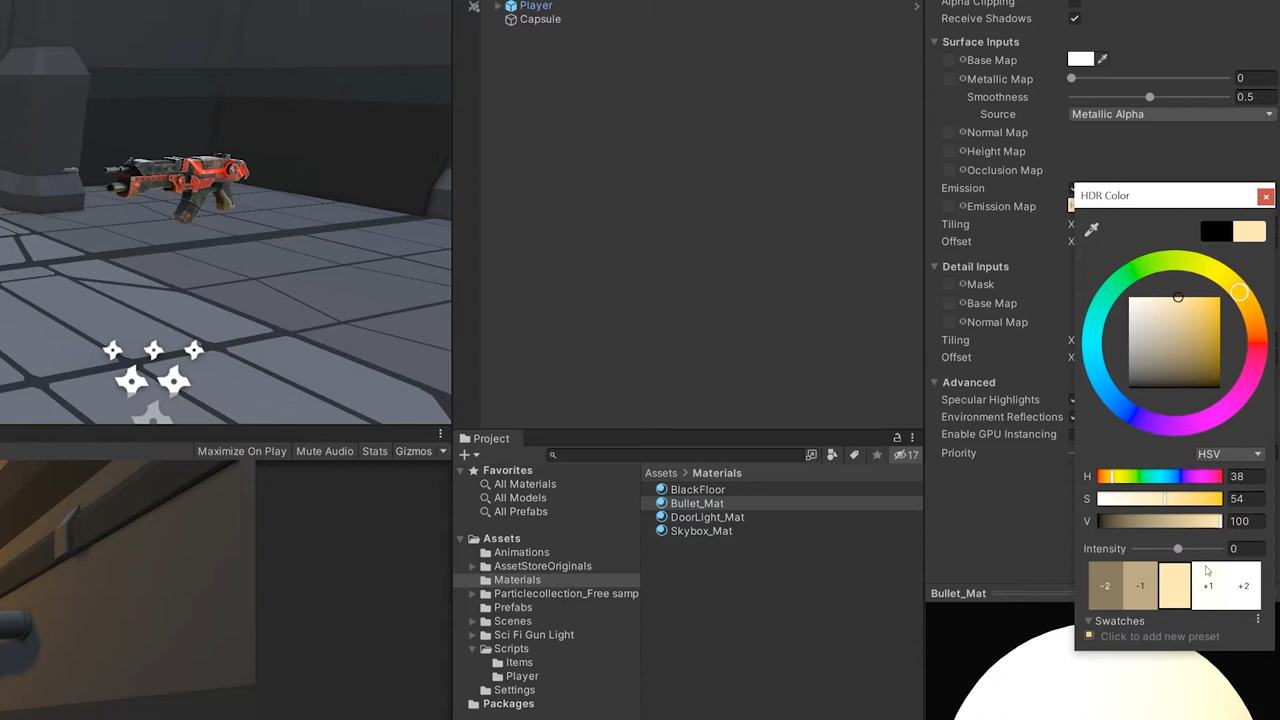 Player
Capsule
Maximize On Play
Mute Audio
Stats
Gizmos
Project
17
Favorites
All Materials
All Models
All Prefabs
Assets
Animations
AssetStoreOriginals
Materials
Particlecollection_Free samp
Prefabs
Scenes
Sci Fi Gun Light
Scripts
Items
Player
Settings
Packages
Assets > Materials
BlackFloor
Bullet_Mat
DoorLight_Mat
Skybox_Mat
Alpha Clipping
Receive Shadows
Surface Inputs
Base Map
Metallic Map 0
Smoothness 0.5
Source Metallic Alpha
Normal Map
Height Map
Occlusion Map
Emission
Emission Map
Tiling X
Offset X
Detail Inputs
Mask
Base Map
Normal Map
Tiling X
Offset X
Advanced
Specular Highlights
Environment Reflections
Enable GPU Instancing
Priority
Bullet_Mat
HDR Color
HSV
H 38
S 54
V 100
Intensity 0
-2 -1 +1 +2
Swatches
Click to add new preset